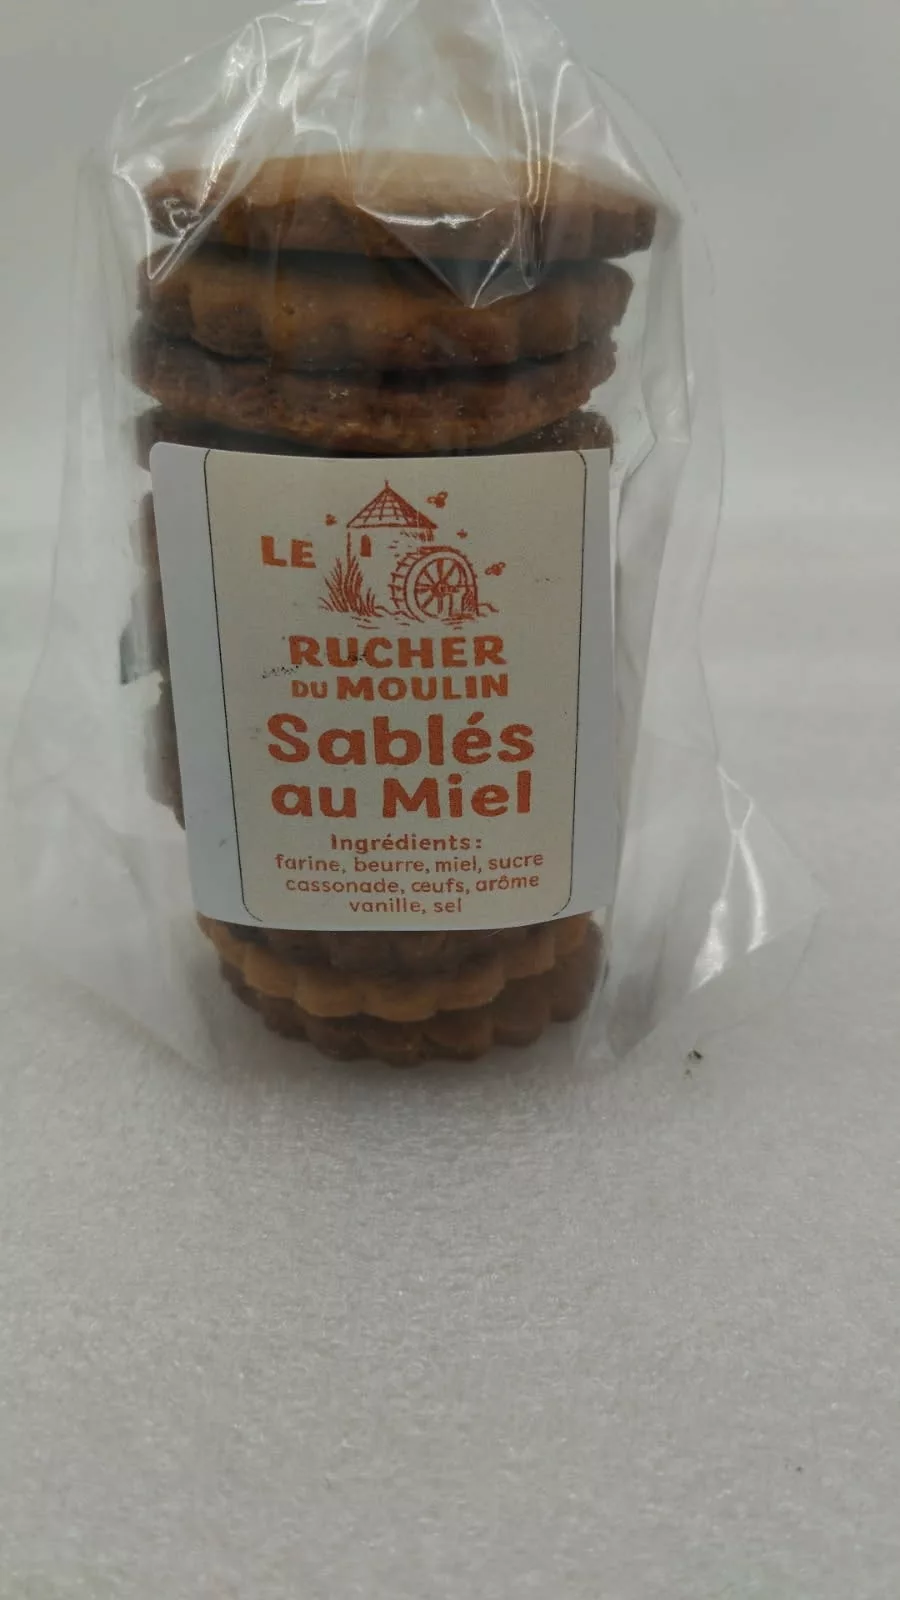 LE
RUCHER
DU MOULIN
Sablés
au Miel
Ingrédients:
farine, beurre, miel, sucre
cassonade, œufs, arôme
vanille, sel